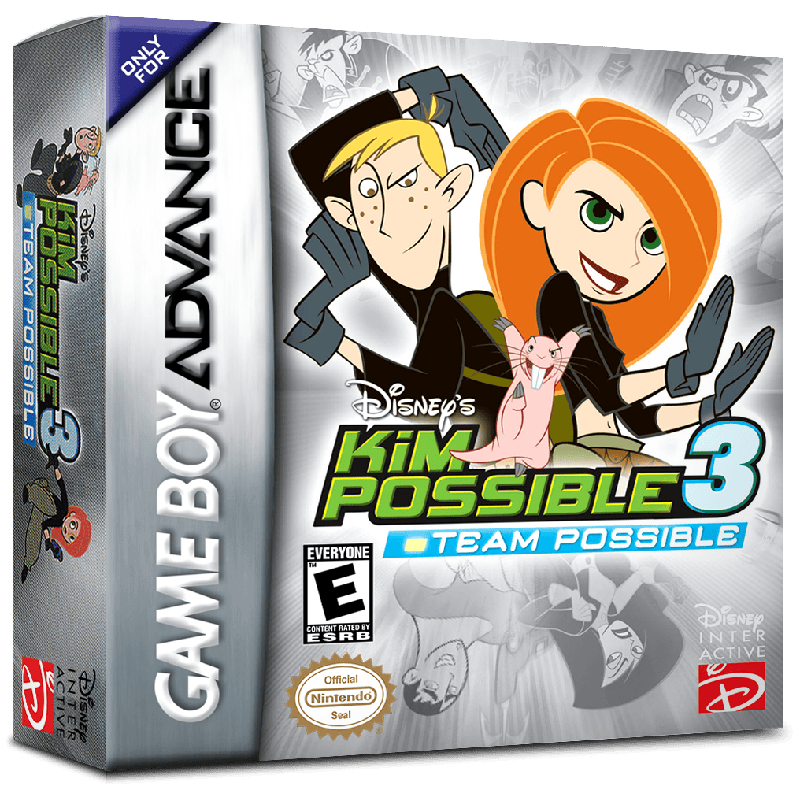 ONLY
FOR
GAME BOY ADVANCE
®
Disney's
KiM
POSSIBLE 3
TEAM POSSIBLE
EVERYONE
™
E
CONTENT RATED BY
ESRB
Official
Nintendo
Seal
Disney
INTER
ACTIVE
D
Disney's
KiM
POSSIBLE 3
TEAM POSSIBLE
D
Disney
INTER
ACTIVE